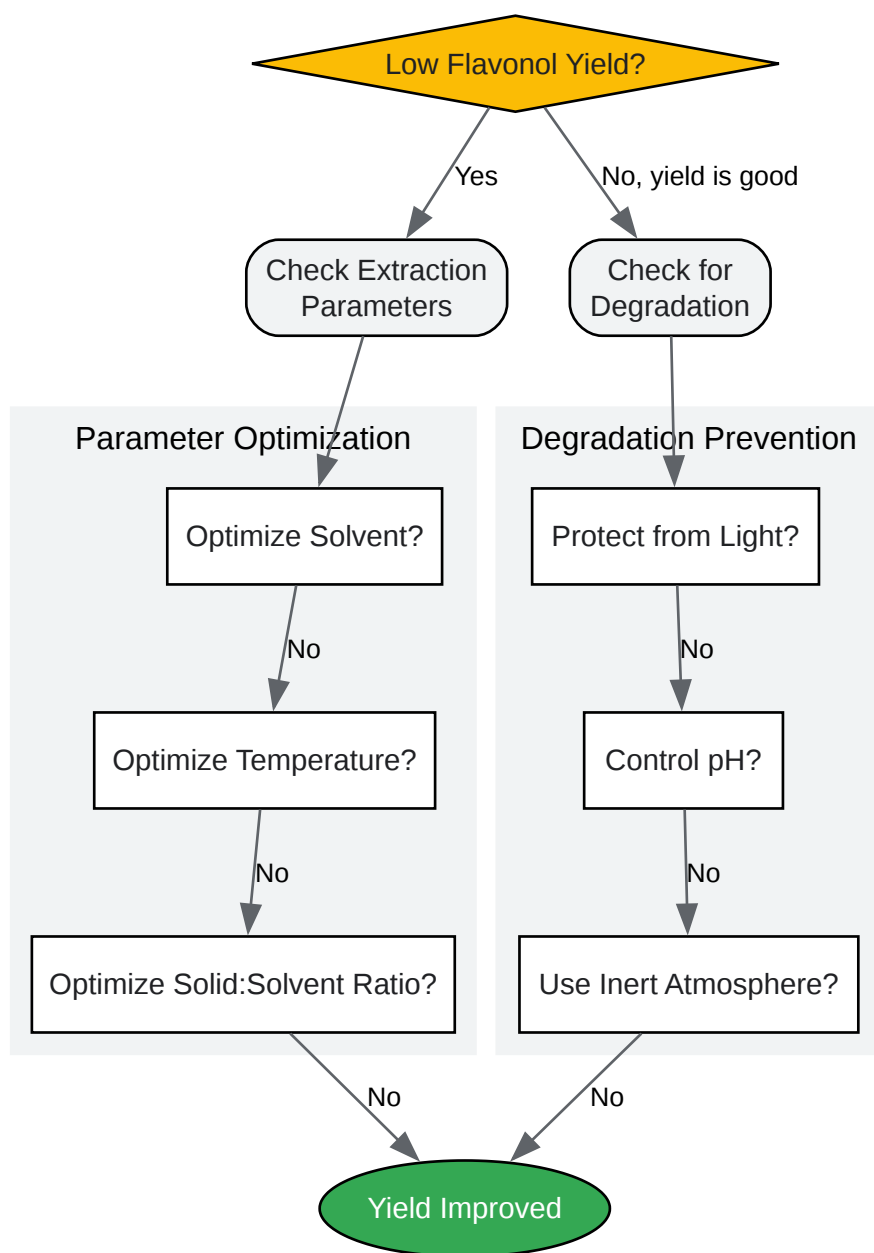 Low Flavonol Yield?
Yes
No, yield is good
Check Extraction
Parameters
Check for
Degradation
Parameter Optimization
Degradation Prevention
Optimize Solvent?
Protect from Light?
No
No
Optimize Temperature?
Control pH?
No
No
Optimize Solid:Solvent Ratio?
Use Inert Atmosphere?
No
No
Yield Improved